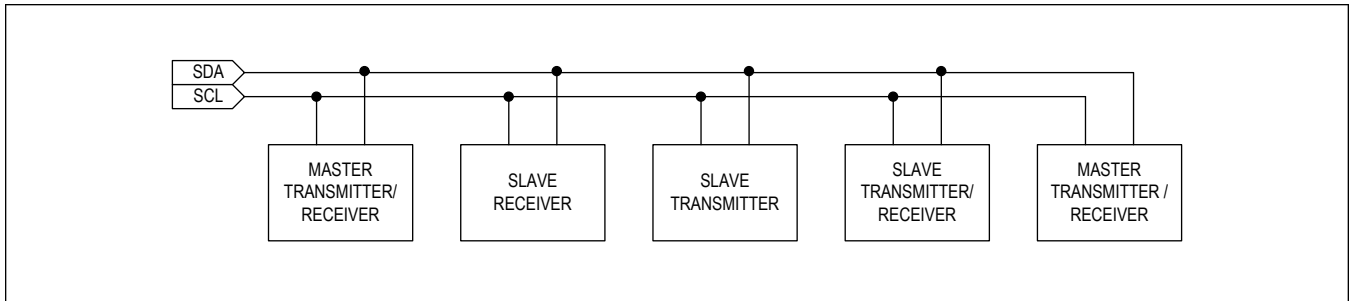 SDA
SCL
MASTER
TRANSMITTER/
RECEIVER
SLAVE
RECEIVER
SLAVE
TRANSMITTER
SLAVE
TRANSMITTER/
RECEIVER
MASTER
TRANSMITTER /
RECEIVER